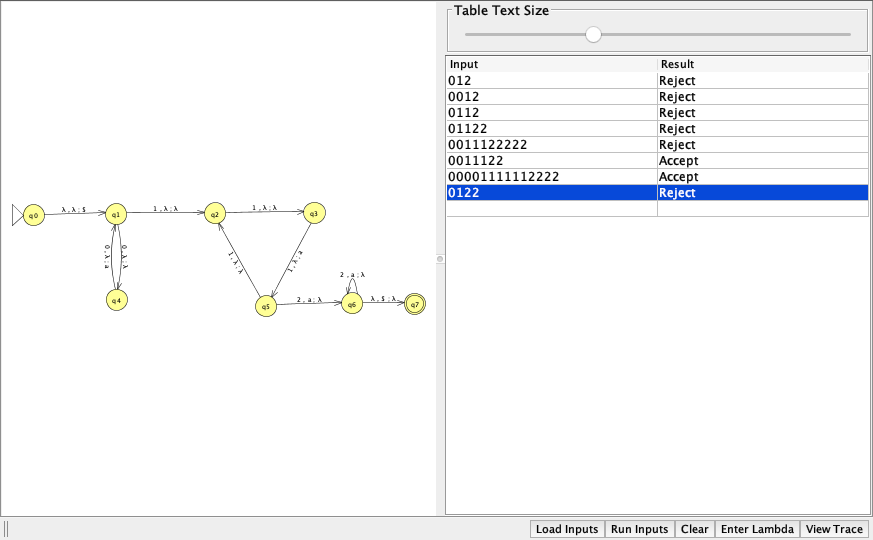 Table Text Size
Input Result
012 Reject
0012 Reject
0112 Reject
01122 Reject
0011122222 Reject
0011122 Accept
00001111112222 Accept
0122 Reject
q0
λ , λ ; $
q1
1 , λ ; λ
q2
1 , λ ; λ
q3
0 , λ ; a
0 , λ ; λ
1 , λ ; λ
1 , λ ; a
q4
q5
2 , a ; λ
2 , a ; λ
q6
λ , $ ; λ
q7
Load Inputs Run Inputs Clear Enter Lambda View Trace